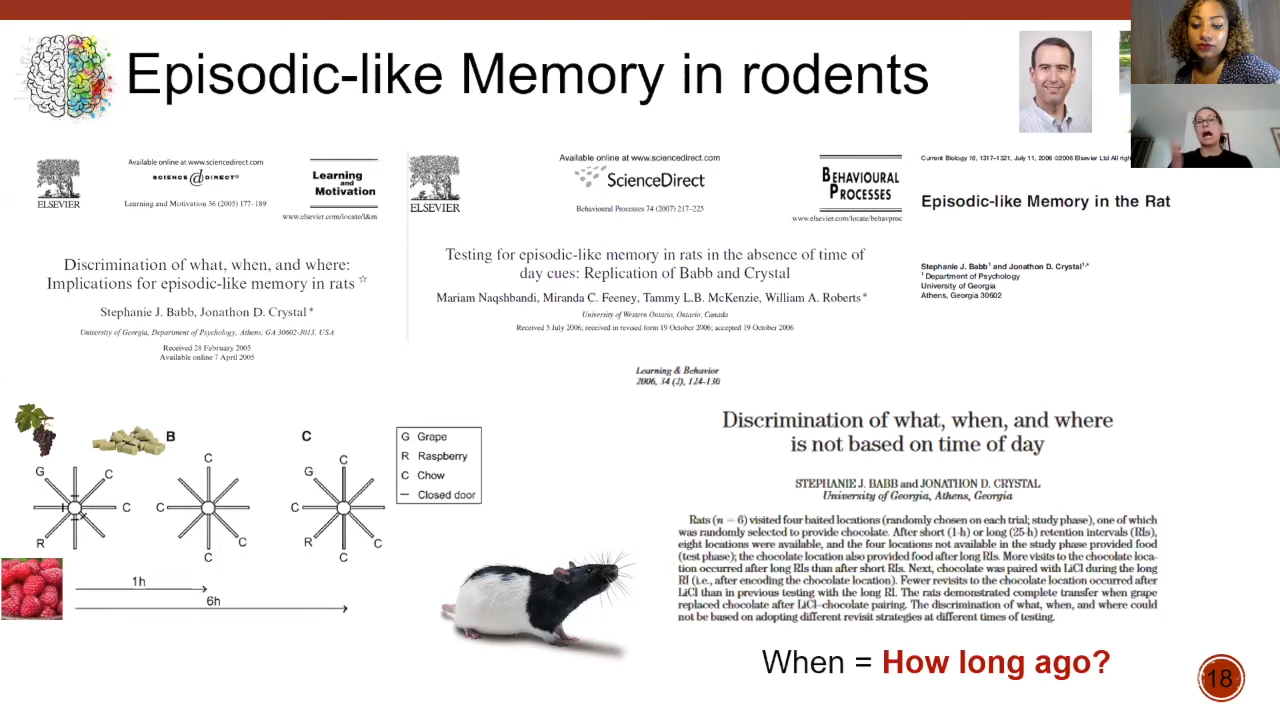 Episodic-like Memory in rodents
ELSEVIER
Available online at www.sciencedirect.com
SCIENCE @ DIRECT®
Learning and Motivation 36 (2005) 177–189
Learning
and
Motivation
www.elsevier.com/locate/l&m
Discrimination of what, when, and where:
Implications for episodic-like memory in rats ☆
Stephanie J. Babb, Jonathon D. Crystal *
University of Georgia, Department of Psychology, Athens, GA 30602-3013, USA
Received 28 February 2005
Available online 7 April 2005
ELSEVIER
Available online at www.sciencedirect.com
ScienceDirect
Behavioural Processes 74 (2007) 217–225
BEHAVIOURAL
PROCESSES
www.elsevier.com/locate/behavproc
Testing for episodic-like memory in rats in the absence of time of
day cues: Replication of Babb and Crystal
Mariam Naqshbandi, Miranda C. Feeney, Tammy L.B. McKenzie, William A. Roberts *
University of Western Ontario, Ontario, Canada
Received 5 July 2006; received in revised form 19 October 2006; accepted 19 October 2006
Current Biology 16, 1317–1321, July 11, 2006 ©2006 Elsevier Ltd All
Episodic-like Memory in the Rat
Stephanie J. Babb¹ and Jonathon D. Crystal¹,*
¹ Department of Psychology
University of Georgia
Athens, Georgia 30602
Learning & Behavior
2006, 34 (2), 124-130
Discrimination of what, when, and where
is not based on time of day
STEPHANIE J. BABB and JONATHON D. CRYSTAL
University of Georgia, Athens, Georgia
Rats (n = 6) visited four baited locations (randomly chosen on each trial; study phase), one of which
was randomly selected to provide chocolate. After short (1-h) or long (25-h) retention intervals (RIs),
eight locations were available, and the four locations not available in the study phase provided food
(test phase); the chocolate location also provided food after long RIs. More visits to the chocolate loca-
tion occurred after long RIs than after short RIs. Next, chocolate was paired with LiCl during the long
RI (i.e., after encoding the chocolate location). Fewer revisits to the chocolate location occurred after
LiCl than in previous testing with the long RI. The rats demonstrated complete transfer when grape
replaced chocolate after LiCl–chocolate pairing. The discrimination of what, when, and where could
not be based on adopting different revisit strategies at different times of testing.
B
C
G
C
C
R
C
C
C
C
C
G
C
R
C
C
G Grape
R Raspberry
C Chow
– Closed door
1h
6h
When = How long ago?
18